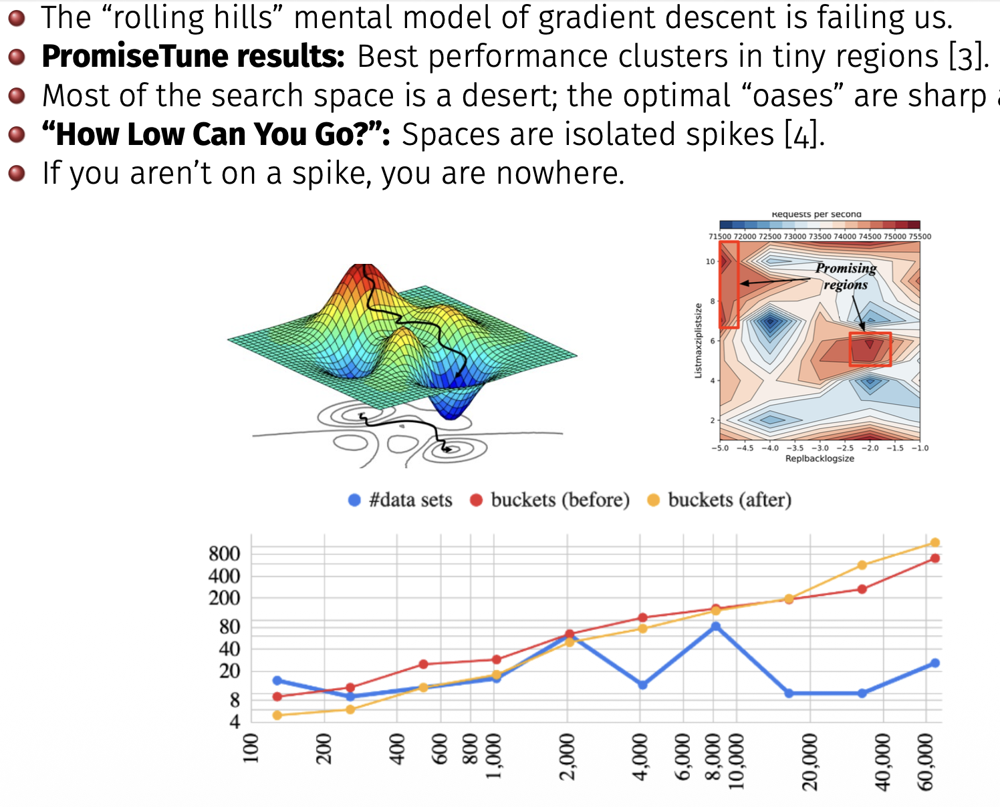 The “rolling hills” mental model of gradient descent is failing us.
PromiseTune results: Best performance clusters in tiny regions [3].
Most of the search space is a desert; the optimal “oases” are sharp
“How Low Can You Go?”: Spaces are isolated spikes [4].
If you aren’t on a spike, you are nowhere.
Requests per second
71500 72000 72500 73000 73500 74000 74500 75000 75500
Promising
regions
Listmaxziplistsize
10
8
6
4
2
−5.0 −4.5 −4.0 −3.5 −3.0 −2.5 −2.0 −1.5 −1.0
Replbacklogsize
#data sets buckets (before) buckets (after)
800
400
200
80
40
20
8
4
100 200 400 600 800 1,000 2,000 4,000 6,000 8,000 10,000 20,000 40,000 60,000